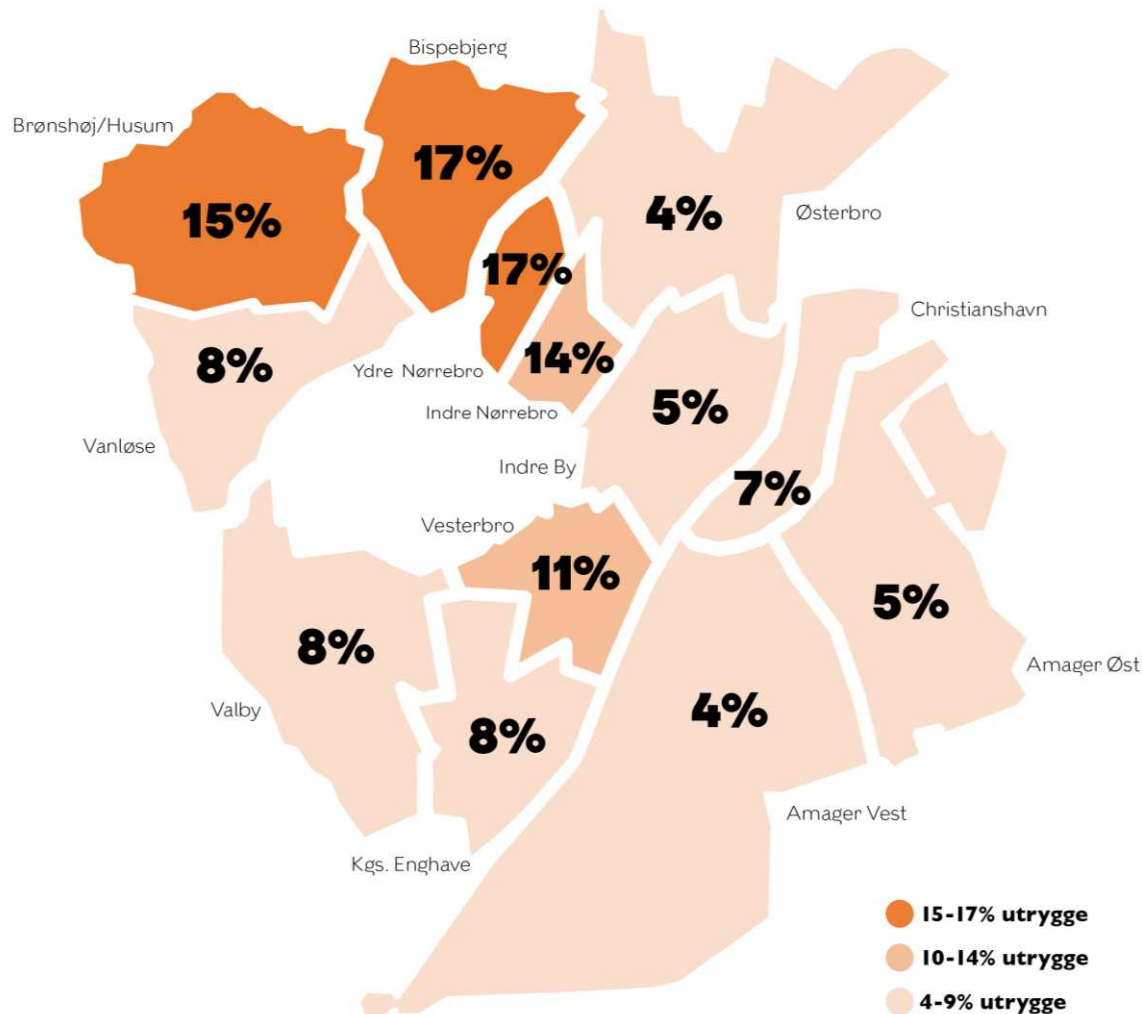 Bispebjerg
Brønshøj/Husum
17%
15%
4%
Østerbro
17%
Christianshavn
8%
14%
Ydre Nørrebro
5%
Indre Nørrebro
Vanløse
Indre By
7%
Vesterbro
11%
5%
8%
Amager Øst
Valby
4%
8%
Amager Vest
Kgs. Enghave
15-17% utrygge
10-14% utrygge
4-9% utrygge